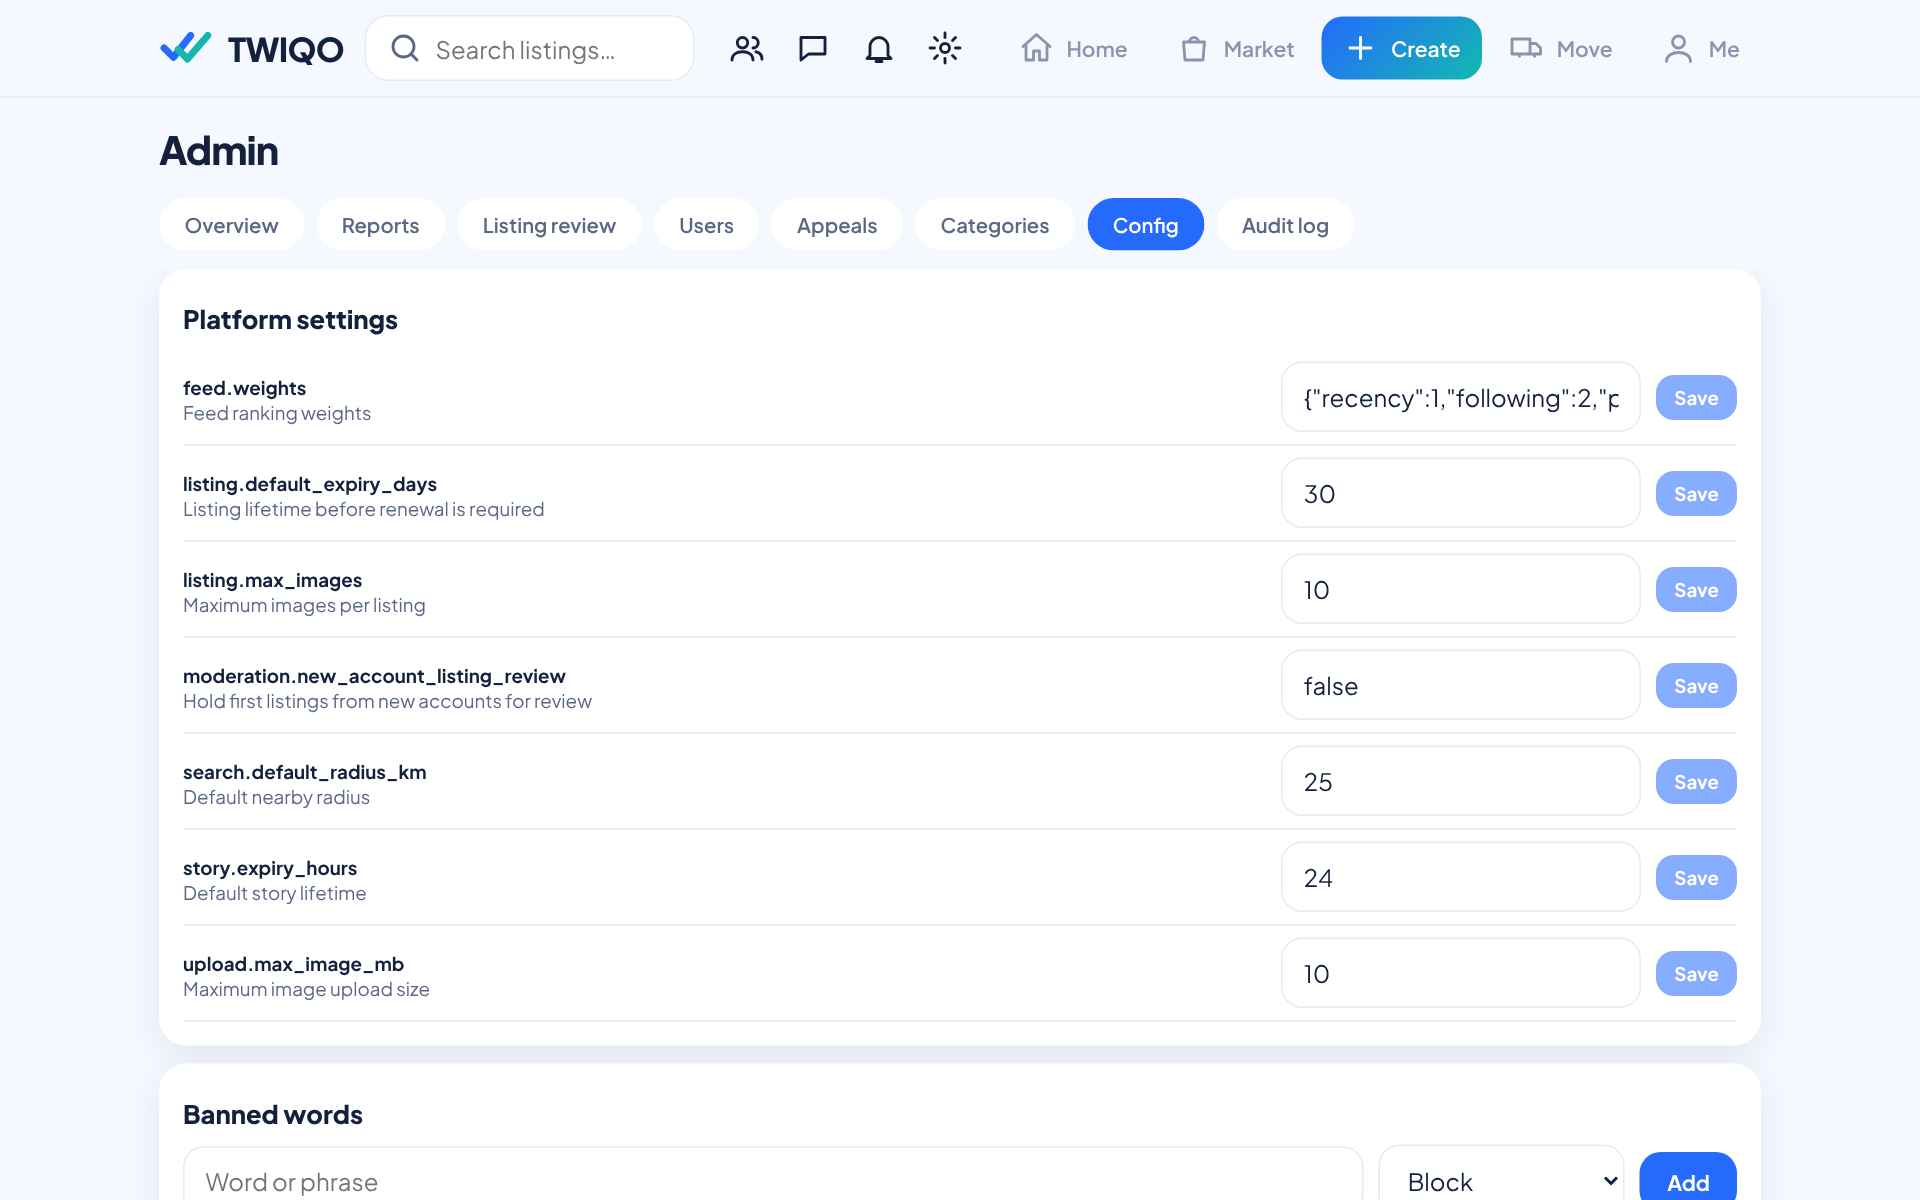 TWIQO
Search listings...
Home
Market
Create
Move
Me
Admin
Overview
Reports
Listing review
Users
Appeals
Categories
Config
Audit log
Platform settings
feed.weights
Feed ranking weights
{"recency":1,"following":2,"p
Save
listing.default_expiry_days
Listing lifetime before renewal is required
30
Save
listing.max_images
Maximum images per listing
10
Save
moderation.new_account_listing_review
Hold first listings from new accounts for review
false
Save
search.default_radius_km
Default nearby radius
25
Save
story.expiry_hours
Default story lifetime
24
Save
upload.max_image_mb
Maximum image upload size
10
Save
Banned words
Word or phrase
Block
Add